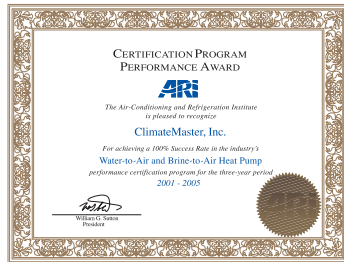 CERTIFICATION PROGRAM
PERFORMANCE AWARD
ARI
The Air-Conditioning and Refrigeration Institute
is pleased to recognize
ClimateMaster, Inc.
For achieving a 100% Success Rate in the industry's
Water-to-Air and Brine-to-Air Heat Pump
performance certification program for the three-year period
2001 - 2005
William G. Sutton
President
ARI